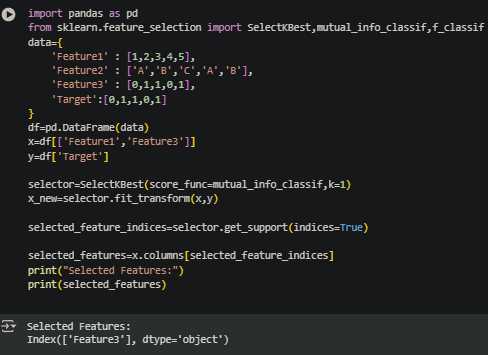 import pandas as pd
from sklearn.feature_selection import SelectKBest,mutual_info_classif,f_classif
data={
    'Feature1' : [1,2,3,4,5],
    'Feature2' : ['A','B','C','A','B'],
    'Feature3' : [0,1,1,0,1],
    'Target':[0,1,1,0,1]
}
df=pd.DataFrame(data)
x=df[['Feature1','Feature3']]
y=df['Target']
selector=SelectKBest(score_func=mutual_info_classif,k=1)
x_new=selector.fit_transform(x,y)
selected_feature_indices=selector.get_support(indices=True)
selected_features=x.columns[selected_feature_indices]
print("Selected Features:")
print(selected_features)
Selected Features:
Index(['Feature3'], dtype='object')